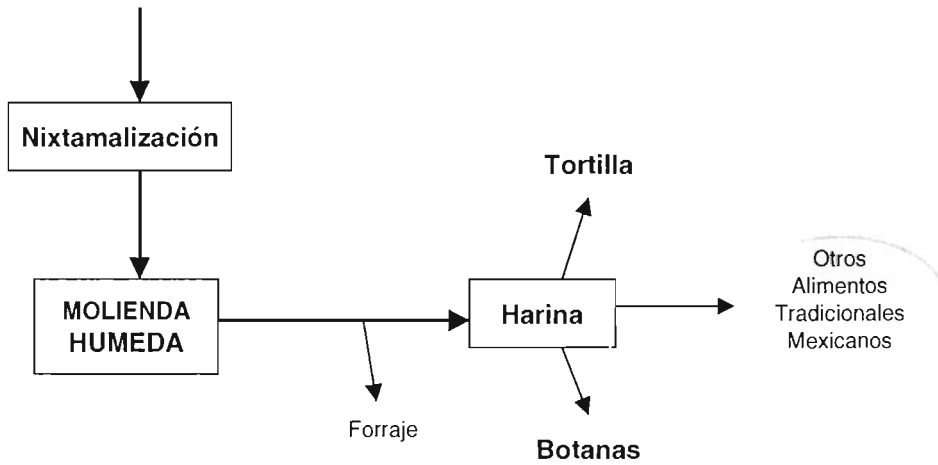 Nixtamalización
MOLIENDA
HUMEDA
Forraje
Harina
Tortilla
Botanas
Otros
Alimentos
Tradicionales
Mexicanos